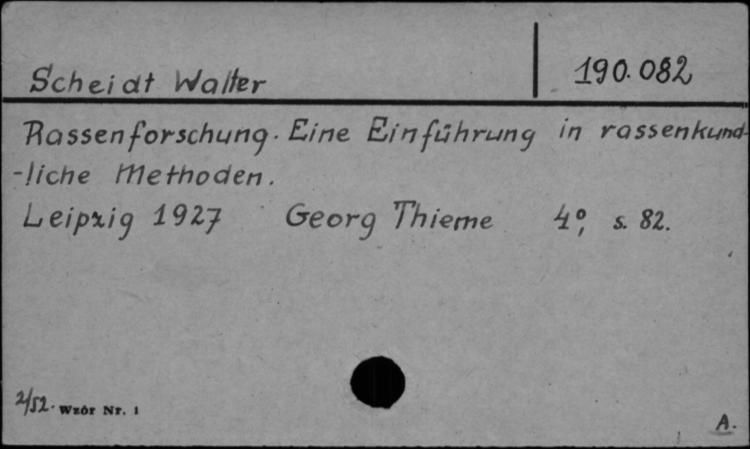 Scheidt Walter
190.082
Rassenforschung. Eine Einführung in rassenkund-
-liche Methoden.
Leipzig 1927 Georg Thieme 4°, s. 82.
2/52. Wzór Nr. 1
A.